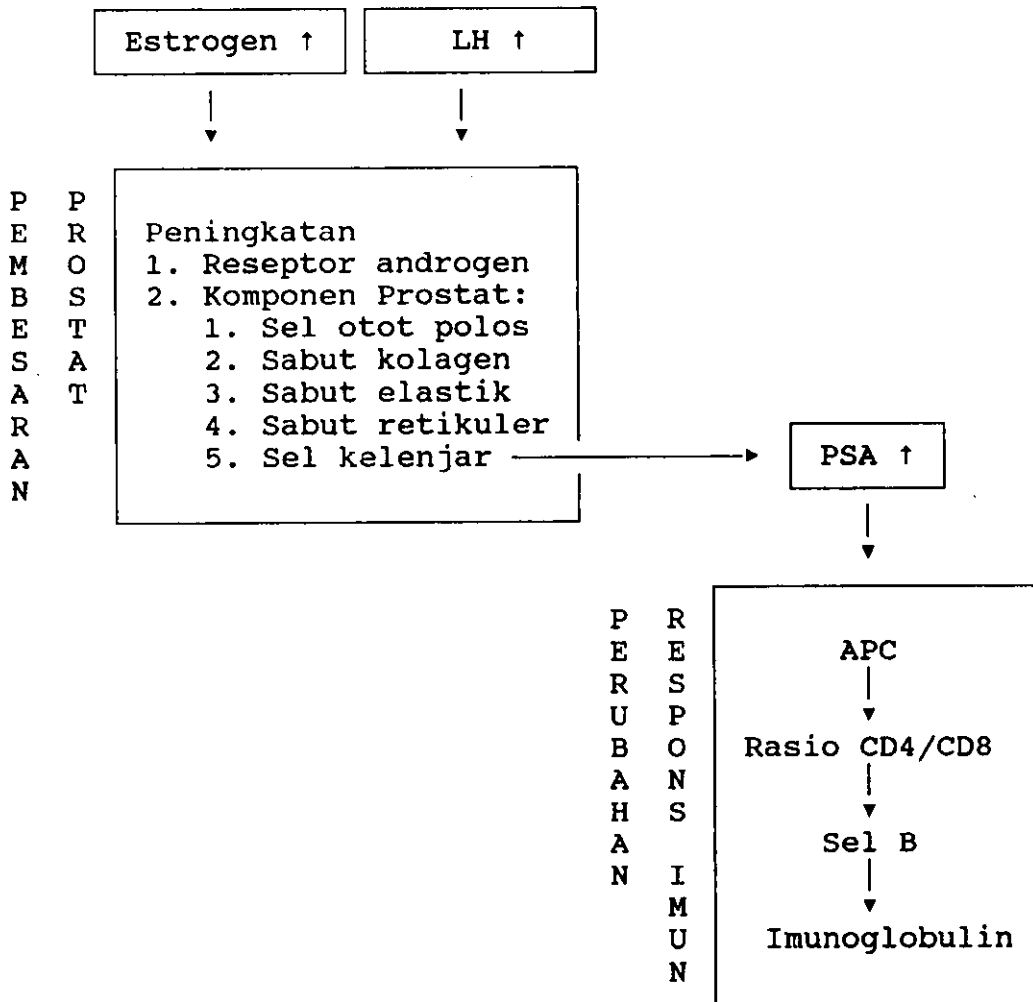 Estrogen ↑
LH ↑
PEMBESARAN
PROSTAT
Peningkatan
1. Reseptor androgen
2. Komponen Prostat:
1. Sel otot polos
2. Sabut kolagen
3. Sabut elastik
4. Sabut retikuler
5. Sel kelenjar
PSA ↑
PERUBAHAN
RESPONS IMUN
APC
Rasio CD4/CD8
Sel B
Imunoglobulin